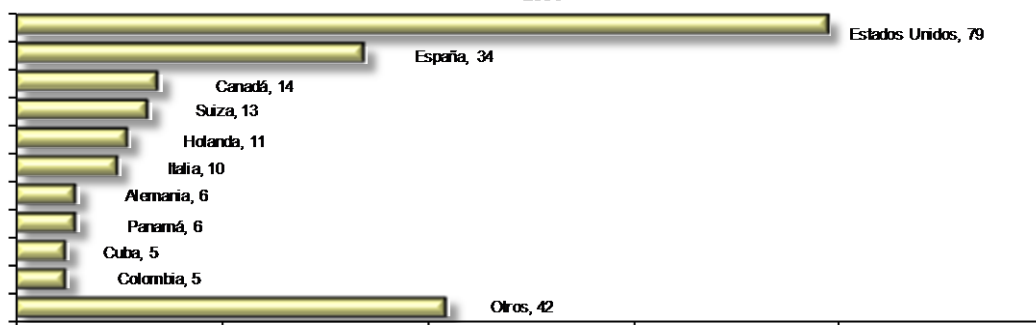 Estados Unidos, 79
España, 34
Canadá, 14
Suiza, 13
Holanda, 11
Italia, 10
Alemania, 6
Panamá, 6
Cuba, 5
Colombia, 5
Otros, 42